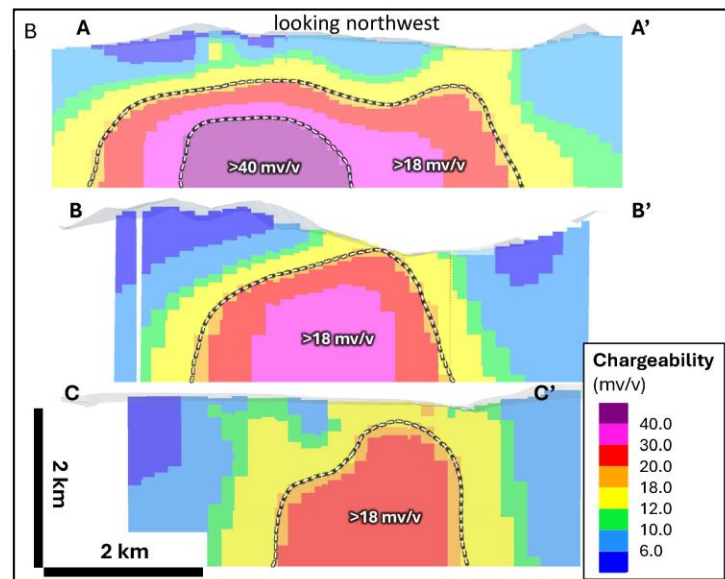 B
looking northwest
A
A’
>40 mv/v
>18 mv/v
B
B’
>18 mv/v
C
C’
>18 mv/v
2 km
2 km
Chargeability
(mv/v)
40.0
30.0
20.0
18.0
12.0
10.0
6.0